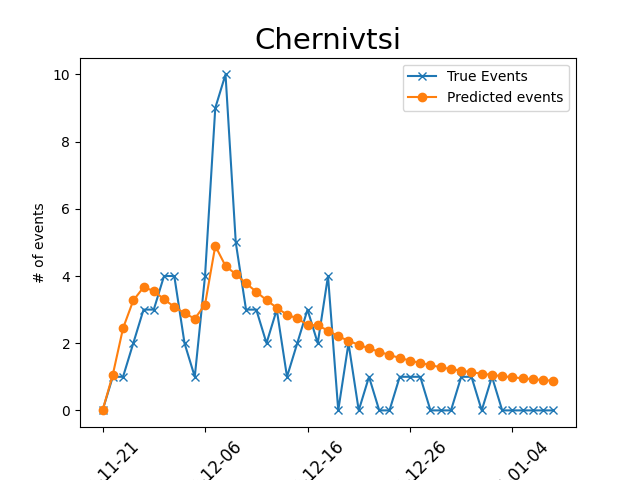 Chernivtsi
True Events
Predicted events
# of events
10
8
6
4
2
0
11-21
12-06
12-16
12-26
01-04